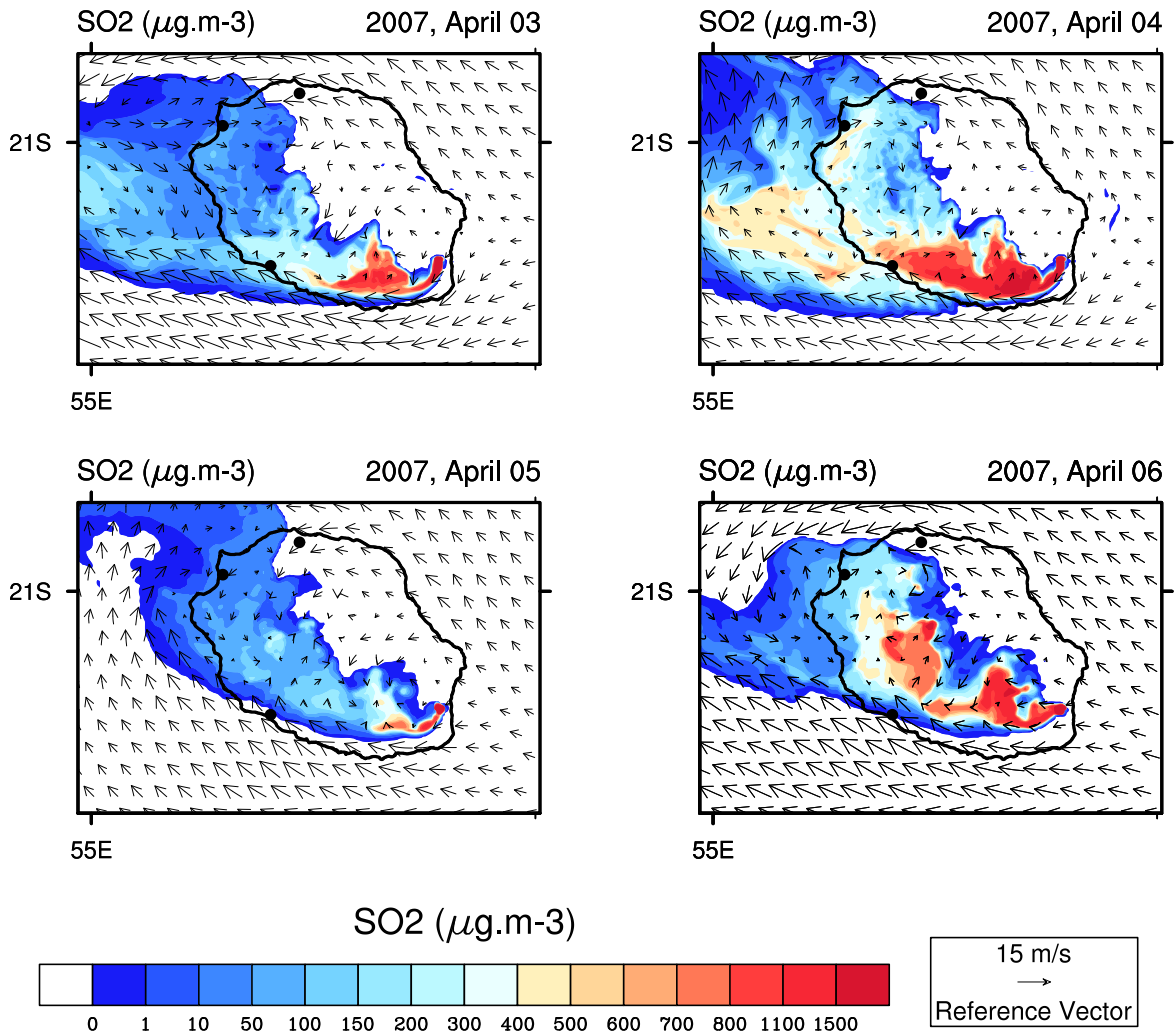 SO2 (μg.m-3) 2007, April 03
21S
55E
SO2 (μg.m-3) 2007, April 04
21S
55E
SO2 (μg.m-3) 2007, April 05
21S
55E
SO2 (μg.m-3) 2007, April 06
21S
55E
SO2 (μg.m-3)
0 1 10 50 100 150 200 300 400 500 600 700 800 1100 1500
15 m/s
Reference Vector